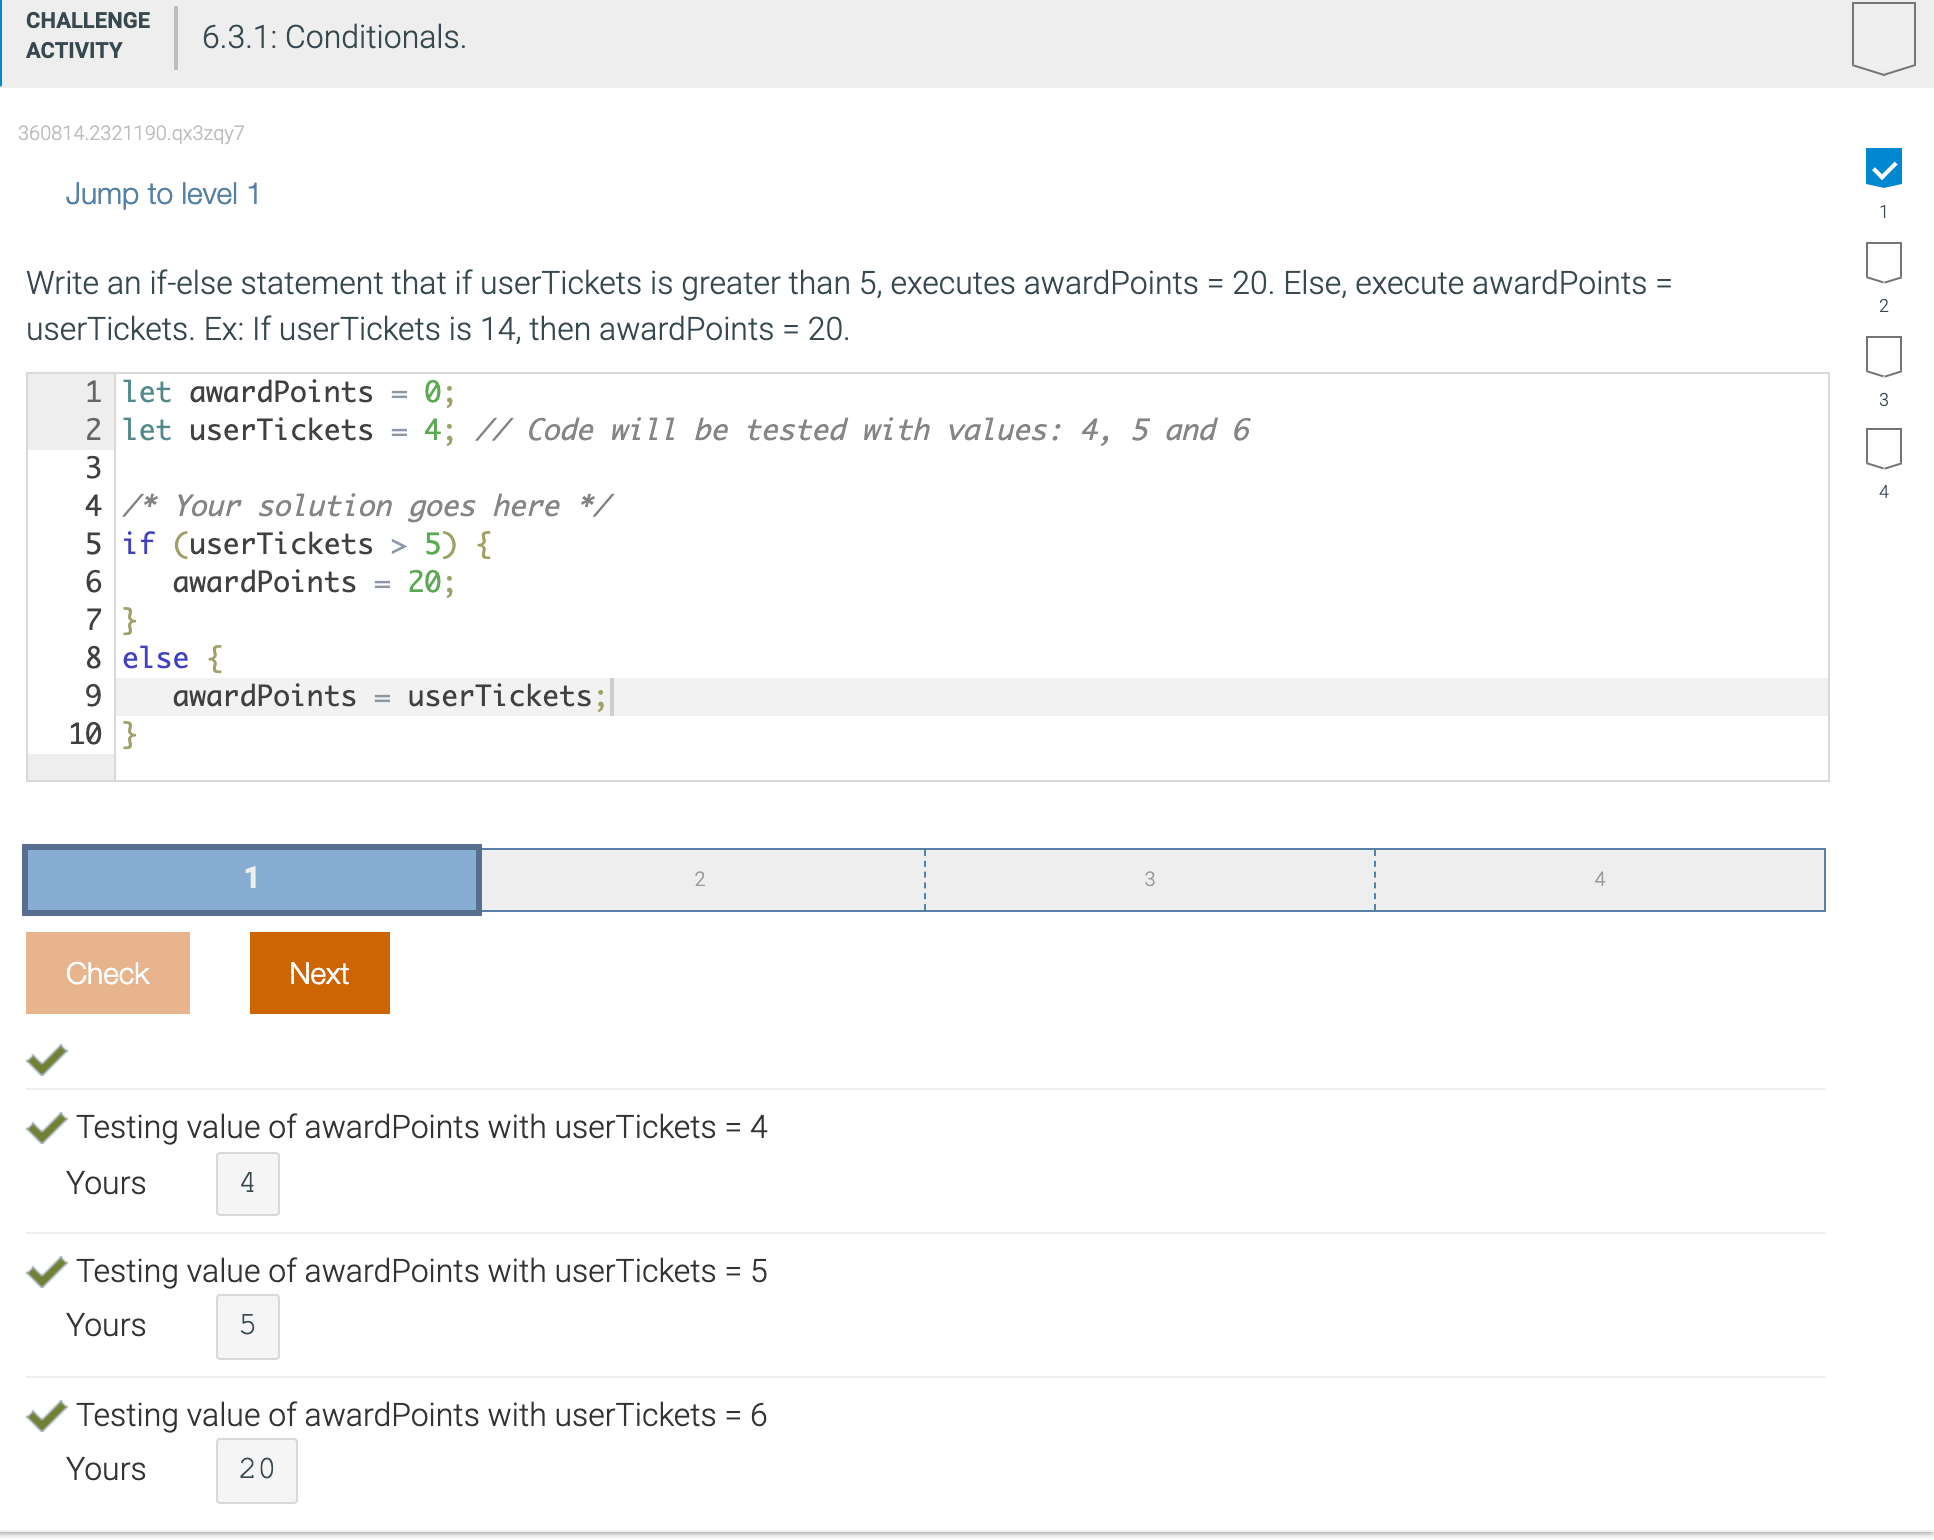 CHALLENGE
ACTIVITY
6.3.1: Conditionals.
360814.2321190.qx3zqy7
Jump to level 1
1
2
3
4
Write an if-else statement that if userTickets is greater than 5, executes awardPoints = 20. Else, execute awardPoints =
userTickets. Ex: If userTickets is 14, then awardPoints = 20.
1 let awardPoints = 0;
2 let userTickets = 4; // Code will be tested with values: 4, 5 and 6
3
4 /* Your solution goes here */
5 if (userTickets > 5) {
6    awardPoints = 20;
7 }
8 else {
9    awardPoints = userTickets;
10 }
1 2 3 4
Check Next
Testing value of awardPoints with userTickets = 4
Yours 4
Testing value of awardPoints with userTickets = 5
Yours 5
Testing value of awardPoints with userTickets = 6
Yours 20